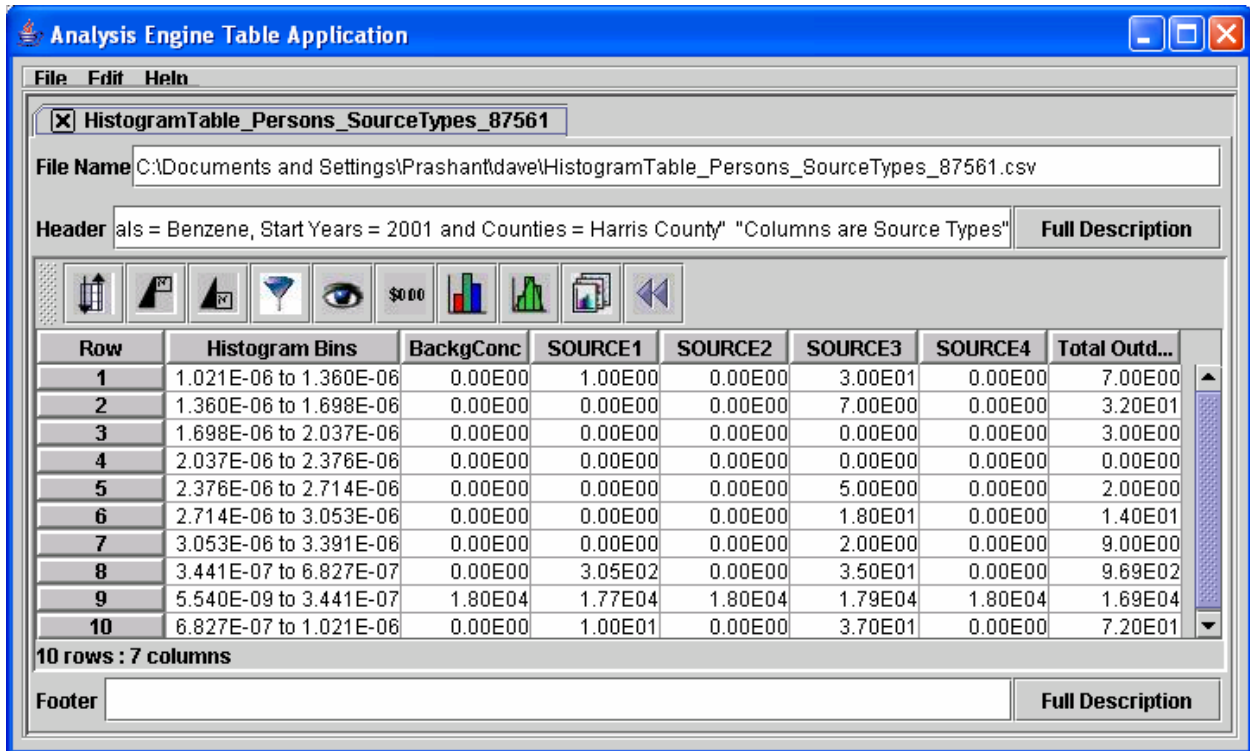 Analysis Engine Table Application
File Edit Help
HistogramTable_Persons_SourceTypes_87561
File Name C:\Documents and Settings\Prashant\dave\HistogramTable_Persons_SourceTypes_87561.csv
Header als = Benzene, Start Years = 2001 and Counties = Harris County" "Columns are Source Types" Full Description
$0.00
Row Histogram Bins BackgConc SOURCE1 SOURCE2 SOURCE3 SOURCE4 Total Outd...
1 1.021E-06 to 1.360E-06 0.00E00 1.00E00 0.00E00 3.00E01 0.00E00 7.00E00
2 1.360E-06 to 1.698E-06 0.00E00 0.00E00 0.00E00 7.00E00 0.00E00 3.20E01
3 1.698E-06 to 2.037E-06 0.00E00 0.00E00 0.00E00 0.00E00 0.00E00 3.00E00
4 2.037E-06 to 2.376E-06 0.00E00 0.00E00 0.00E00 0.00E00 0.00E00 0.00E00
5 2.376E-06 to 2.714E-06 0.00E00 0.00E00 0.00E00 5.00E00 0.00E00 2.00E00
6 2.714E-06 to 3.053E-06 0.00E00 0.00E00 0.00E00 1.80E01 0.00E00 1.40E01
7 3.053E-06 to 3.391E-06 0.00E00 0.00E00 0.00E00 2.00E00 0.00E00 9.00E00
8 3.441E-07 to 6.827E-07 0.00E00 3.05E02 0.00E00 3.50E01 0.00E00 9.69E02
9 5.540E-09 to 3.441E-07 1.80E04 1.77E04 1.80E04 1.79E04 1.80E04 1.69E04
10 6.827E-07 to 1.021E-06 0.00E00 1.00E01 0.00E00 3.70E01 0.00E00 7.20E01
10 rows : 7 columns
Footer Full Description